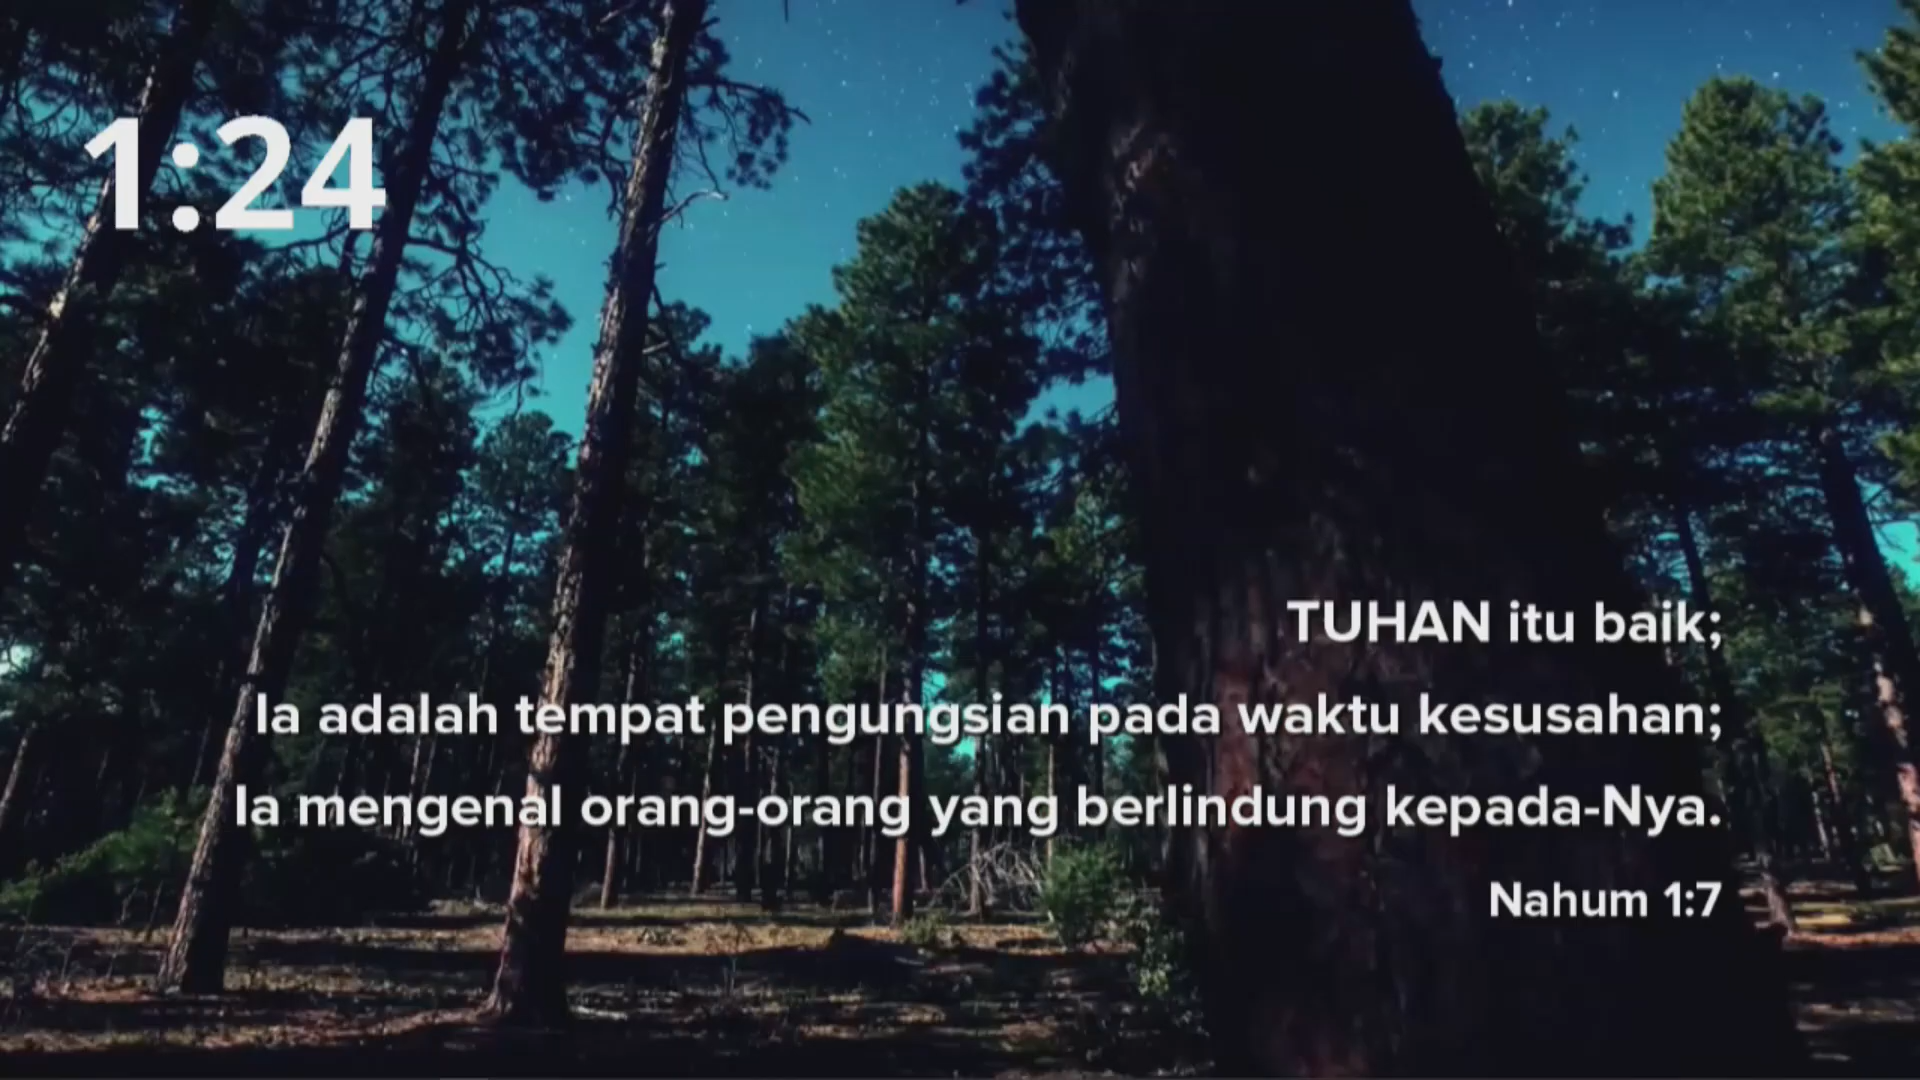 1:24
TUHAN itu baik;
Ia adalah tempat pengungsian pada waktu kesusahan;
Ia mengenal orang-orang yang berlindung kepada-Nya.
Nahum 1:7